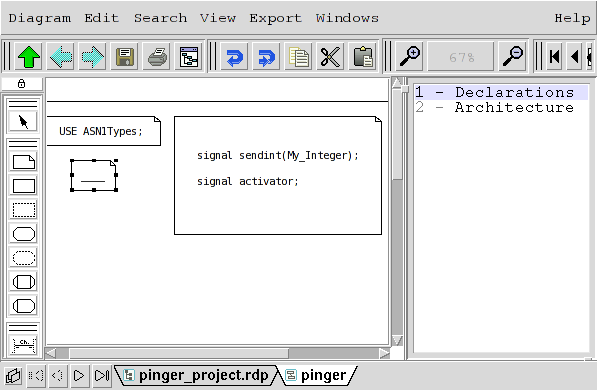 Diagram Edit Search View Export Windows Help
67%
1 - Declarations
2 - Architecture
USE ASN1Types;
signal sendint(My_Integer);
signal activator;
Ch.
pinger_project.rdp pinger